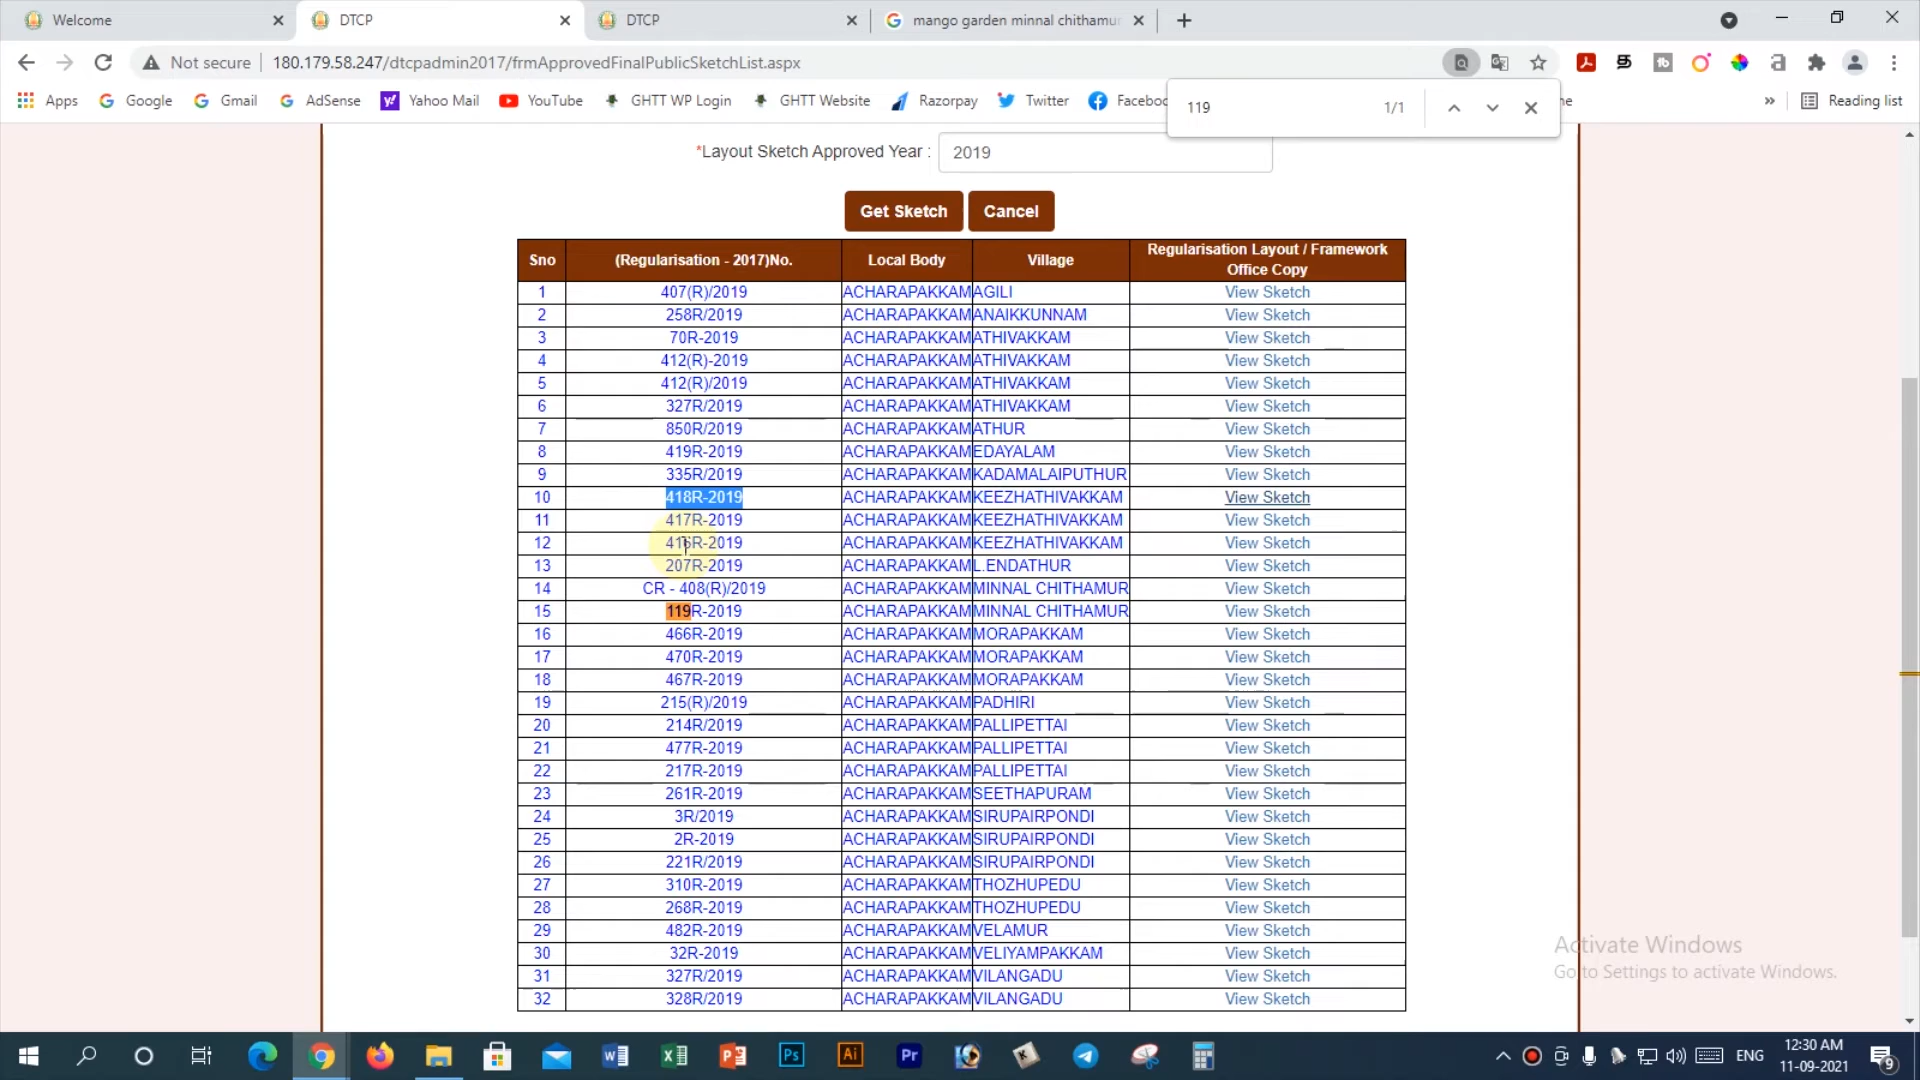 Welcome
DTCP
DTCP
mango garden minnal chithamur
Not secure
180.179.58.247/dtcpadmin2017/frmApprovedFinalPublicSketchList.aspx
Apps
Google
Gmail
AdSense
Yahoo Mail
YouTube
GHTT WP Login
GHTT Website
Razorpay
Twitter
»
Reading list
119
1/1
*Layout Sketch Approved Year :
2019
Get Sketch
Cancel
Sno (Regularisation - 2017)No. Local Body Village Regularisation Layout / Framework Office Copy
1 407(R)/2019 ACHARAPAKKAM AGILI View Sketch
2 258R/2019 ACHARAPAKKAM ANAIKKUNNAM View Sketch
3 70R-2019 ACHARAPAKKAM ATHIVAKKAM View Sketch
4 412(R)-2019 ACHARAPAKKAM ATHIVAKKAM View Sketch
5 412(R)/2019 ACHARAPAKKAM ATHIVAKKAM View Sketch
6 327R/2019 ACHARAPAKKAM ATHIVAKKAM View Sketch
7 850R/2019 ACHARAPAKKAM ATHUR View Sketch
8 419R-2019 ACHARAPAKKAM EDAYALAM View Sketch
9 335R/2019 ACHARAPAKKAM KADAMALAIPUTHUR View Sketch
10 418R-2019 ACHARAPAKKAM KEEZHATHIVAKKAM View Sketch
11 417R-2019 ACHARAPAKKAM KEEZHATHIVAKKAM View Sketch
12 416R-2019 ACHARAPAKKAM KEEZHATHIVAKKAM View Sketch
13 207R-2019 ACHARAPAKKAM L.ENDATHUR View Sketch
14 CR - 408(R)/2019 ACHARAPAKKAM MINNAL CHITHAMUR View Sketch
15 119R-2019 ACHARAPAKKAM MINNAL CHITHAMUR View Sketch
16 466R-2019 ACHARAPAKKAM MORAPAKKAM View Sketch
17 470R-2019 ACHARAPAKKAM MORAPAKKAM View Sketch
18 467R-2019 ACHARAPAKKAM MORAPAKKAM View Sketch
19 215(R)/2019 ACHARAPAKKAM PADHIRI View Sketch
20 214R/2019 ACHARAPAKKAM PALLIPETTAI View Sketch
21 477R-2019 ACHARAPAKKAM PALLIPETTAI View Sketch
22 217R-2019 ACHARAPAKKAM PALLIPETTAI View Sketch
23 261R-2019 ACHARAPAKKAM SEETHAPURAM View Sketch
24 3R/2019 ACHARAPAKKAM SIRUPAIRPONDI View Sketch
25 2R-2019 ACHARAPAKKAM SIRUPAIRPONDI View Sketch
26 221R/2019 ACHARAPAKKAM SIRUPAIRPONDI View Sketch
27 310R-2019 ACHARAPAKKAM THOZHUPEDU View Sketch
28 268R-2019 ACHARAPAKKAM THOZHUPEDU View Sketch
29 482R-2019 ACHARAPAKKAM VELAMUR View Sketch
30 32R-2019 ACHARAPAKKAM VELIYAMPAKKAM View Sketch
31 327R/2019 ACHARAPAKKAM VILANGADU View Sketch
32 328R/2019 ACHARAPAKKAM VILANGADU View Sketch
Activate Windows
Go to Settings to activate Windows.
ENG
12:30 AM
11-09-2021
9